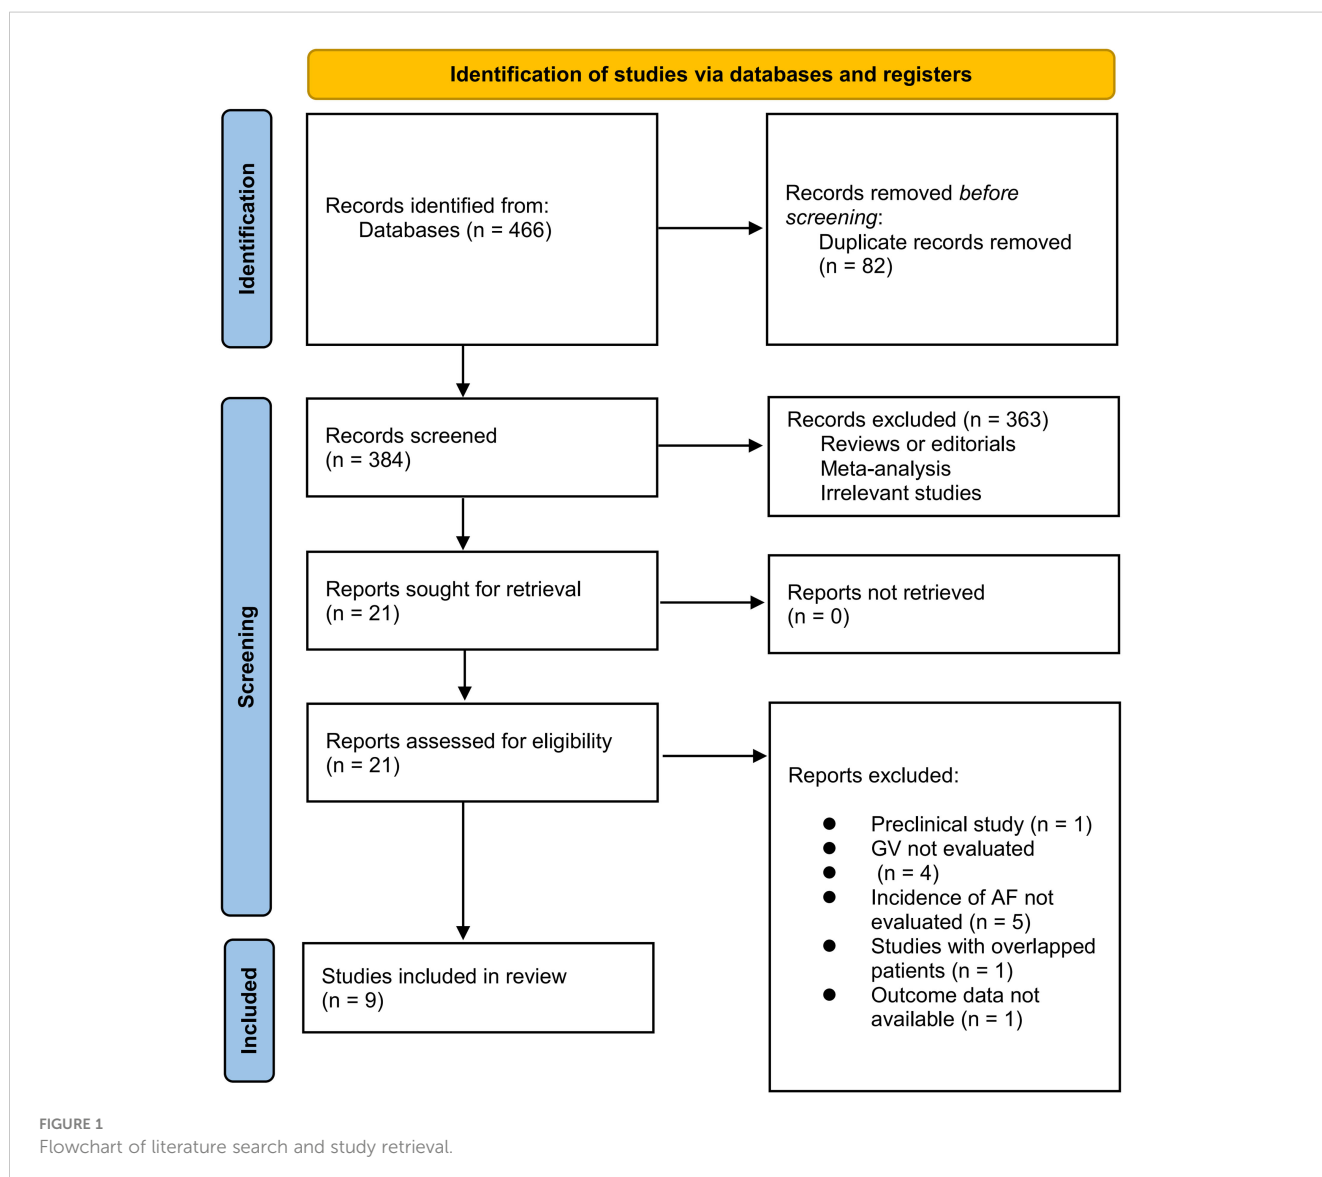 Identification of studies via databases and registers
Identification
Records identified from:
Databases (n = 466)
Records removed before
screening:
Duplicate records removed
(n = 82)
Screening
Records screened
(n = 384)
Records excluded (n = 363)
Reviews or editorials
Meta-analysis
Irrelevant studies
Reports sought for retrieval
(n = 21)
Reports not retrieved
(n = 0)
Reports assessed for eligibility
(n = 21)
Reports excluded:
● Preclinical study (n = 1)
● GV not evaluated
● (n = 4)
● Incidence of AF not
evaluated (n = 5)
● Studies with overlapped
patients (n = 1)
● Outcome data not
available (n = 1)
Included
Studies included in review
(n = 9)
FIGURE 1
Flowchart of literature search and study retrieval.